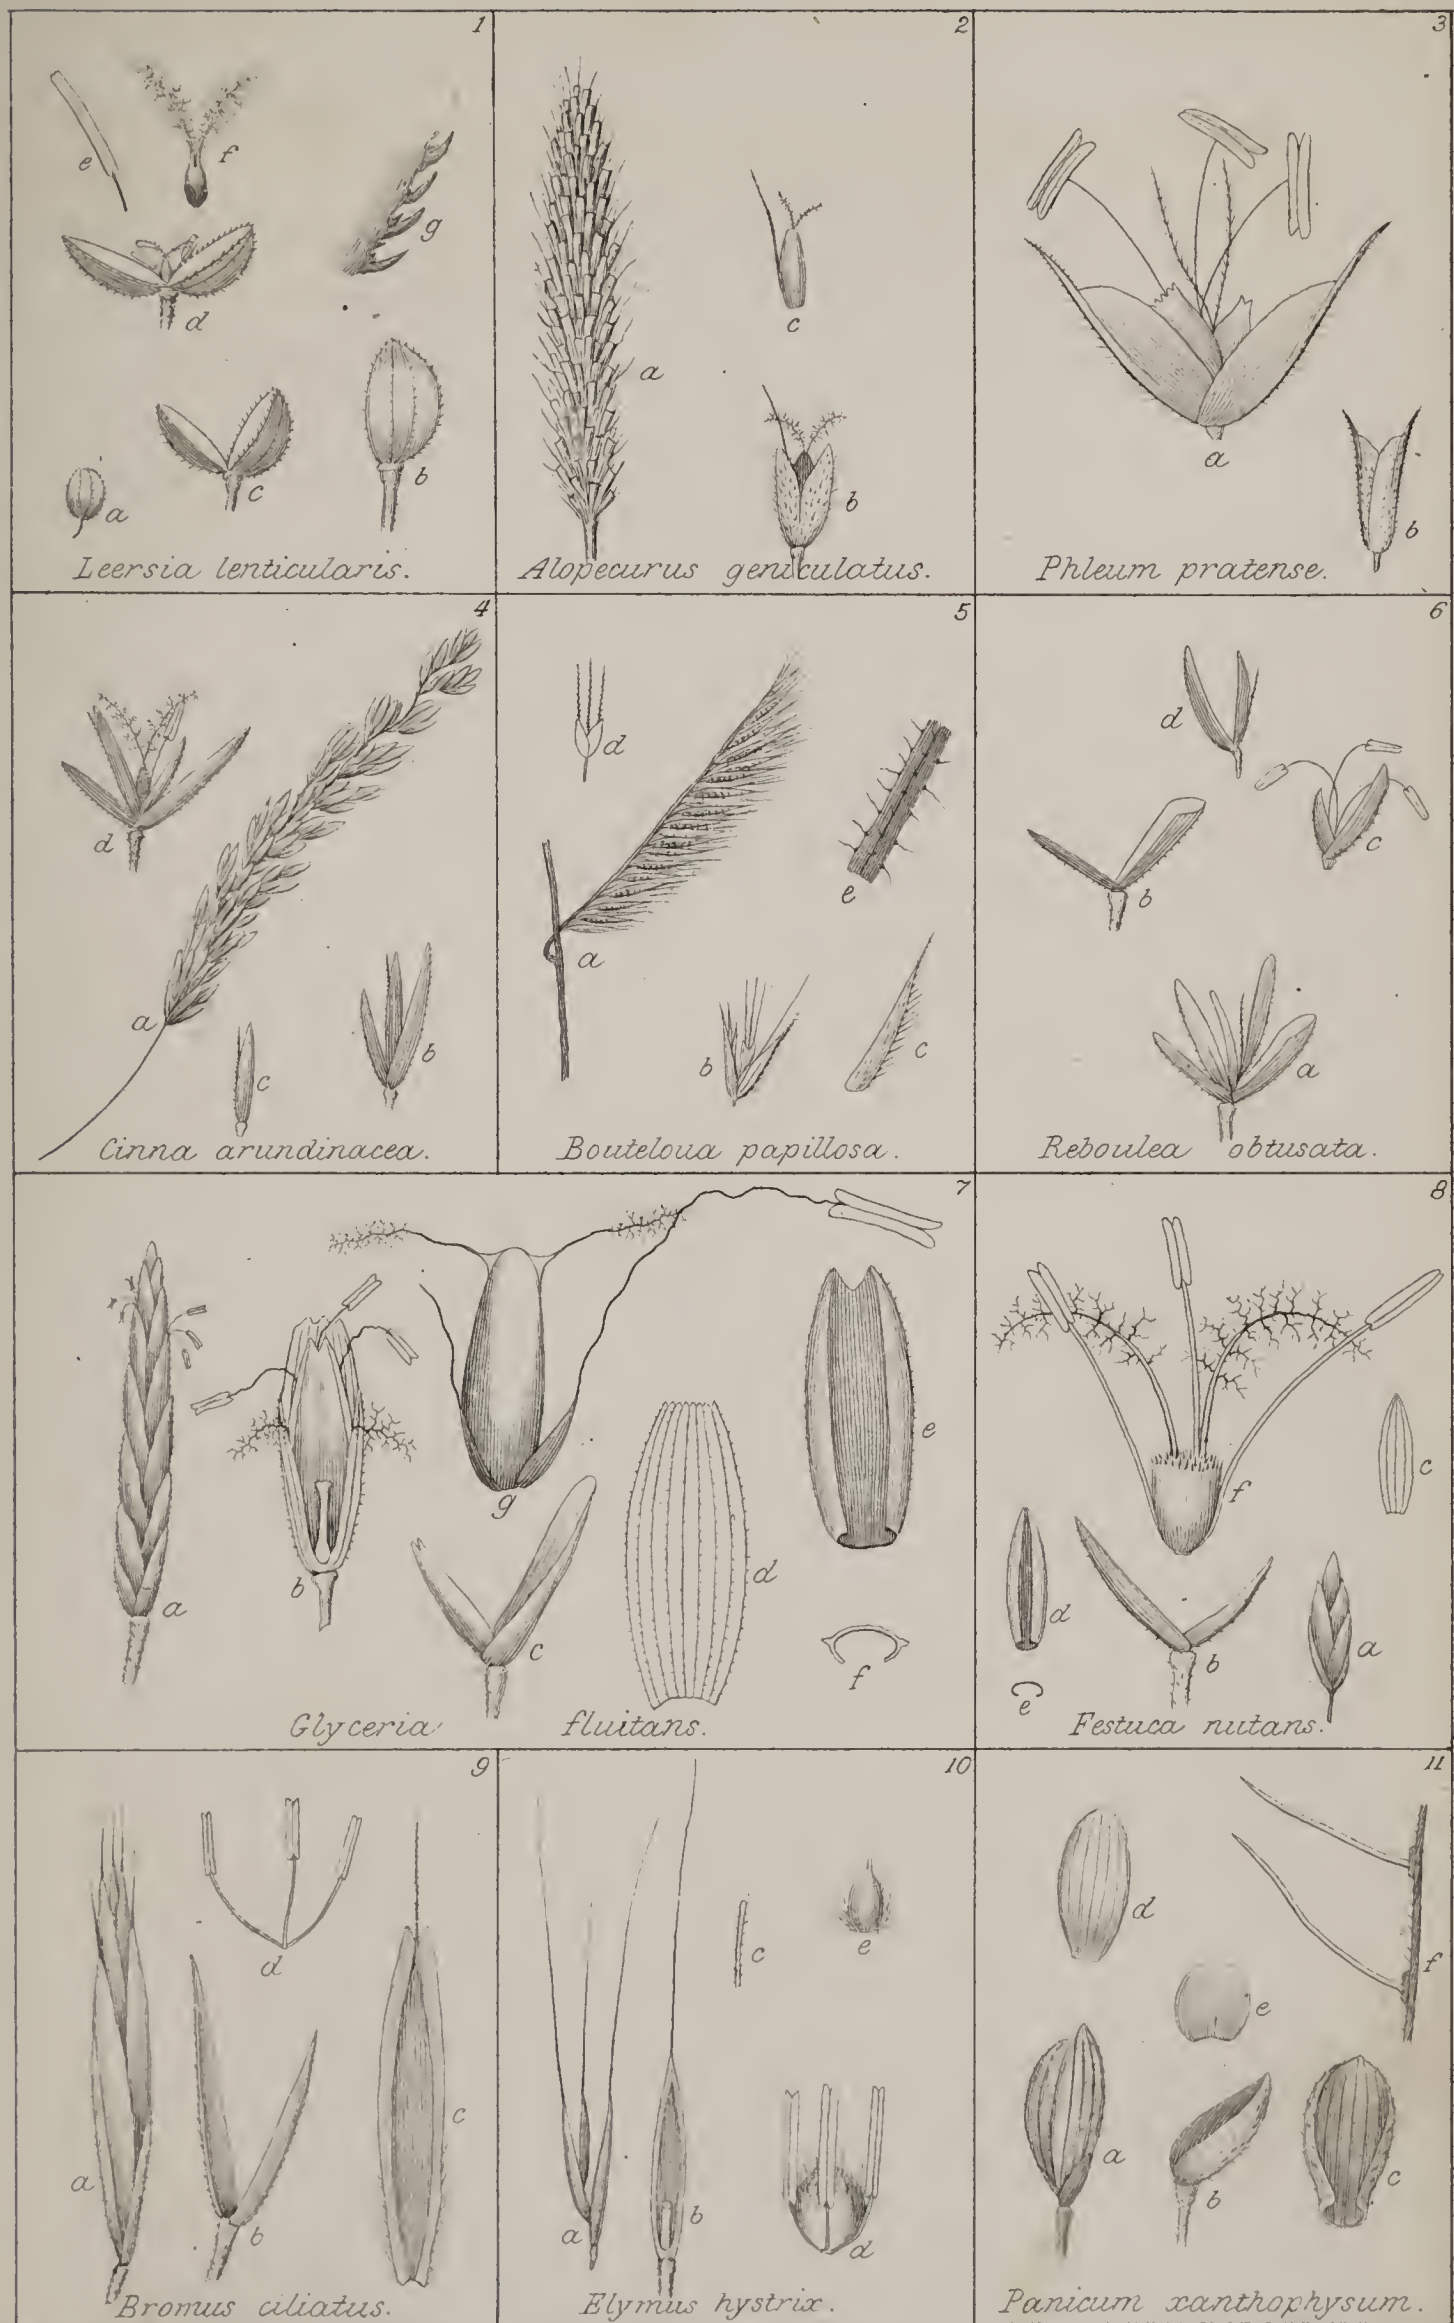 1
e
f
g
d
c
b
a
Leersia lenticularis.
2
c
a
b
Alopecurus geniculatus.
3
a
b
Phleum pratense.
4
d
a
c
b
Cinna arundinacea.
5
d
e
a
b
c
Bouteloua papillosa.
6
d
c
b
a
Reboulea obtusata.
7
g
e
d
a
b
c
f
Glyceria fluitans.
8
c
f
d
b
a
e
Festuca nutans.
9
d
c
a
b
Bromus ciliatus.
10
c
e
a
b
d
Elymus hystrix.
11
d
f
e
a
b
c
Panicum xanthophysum.